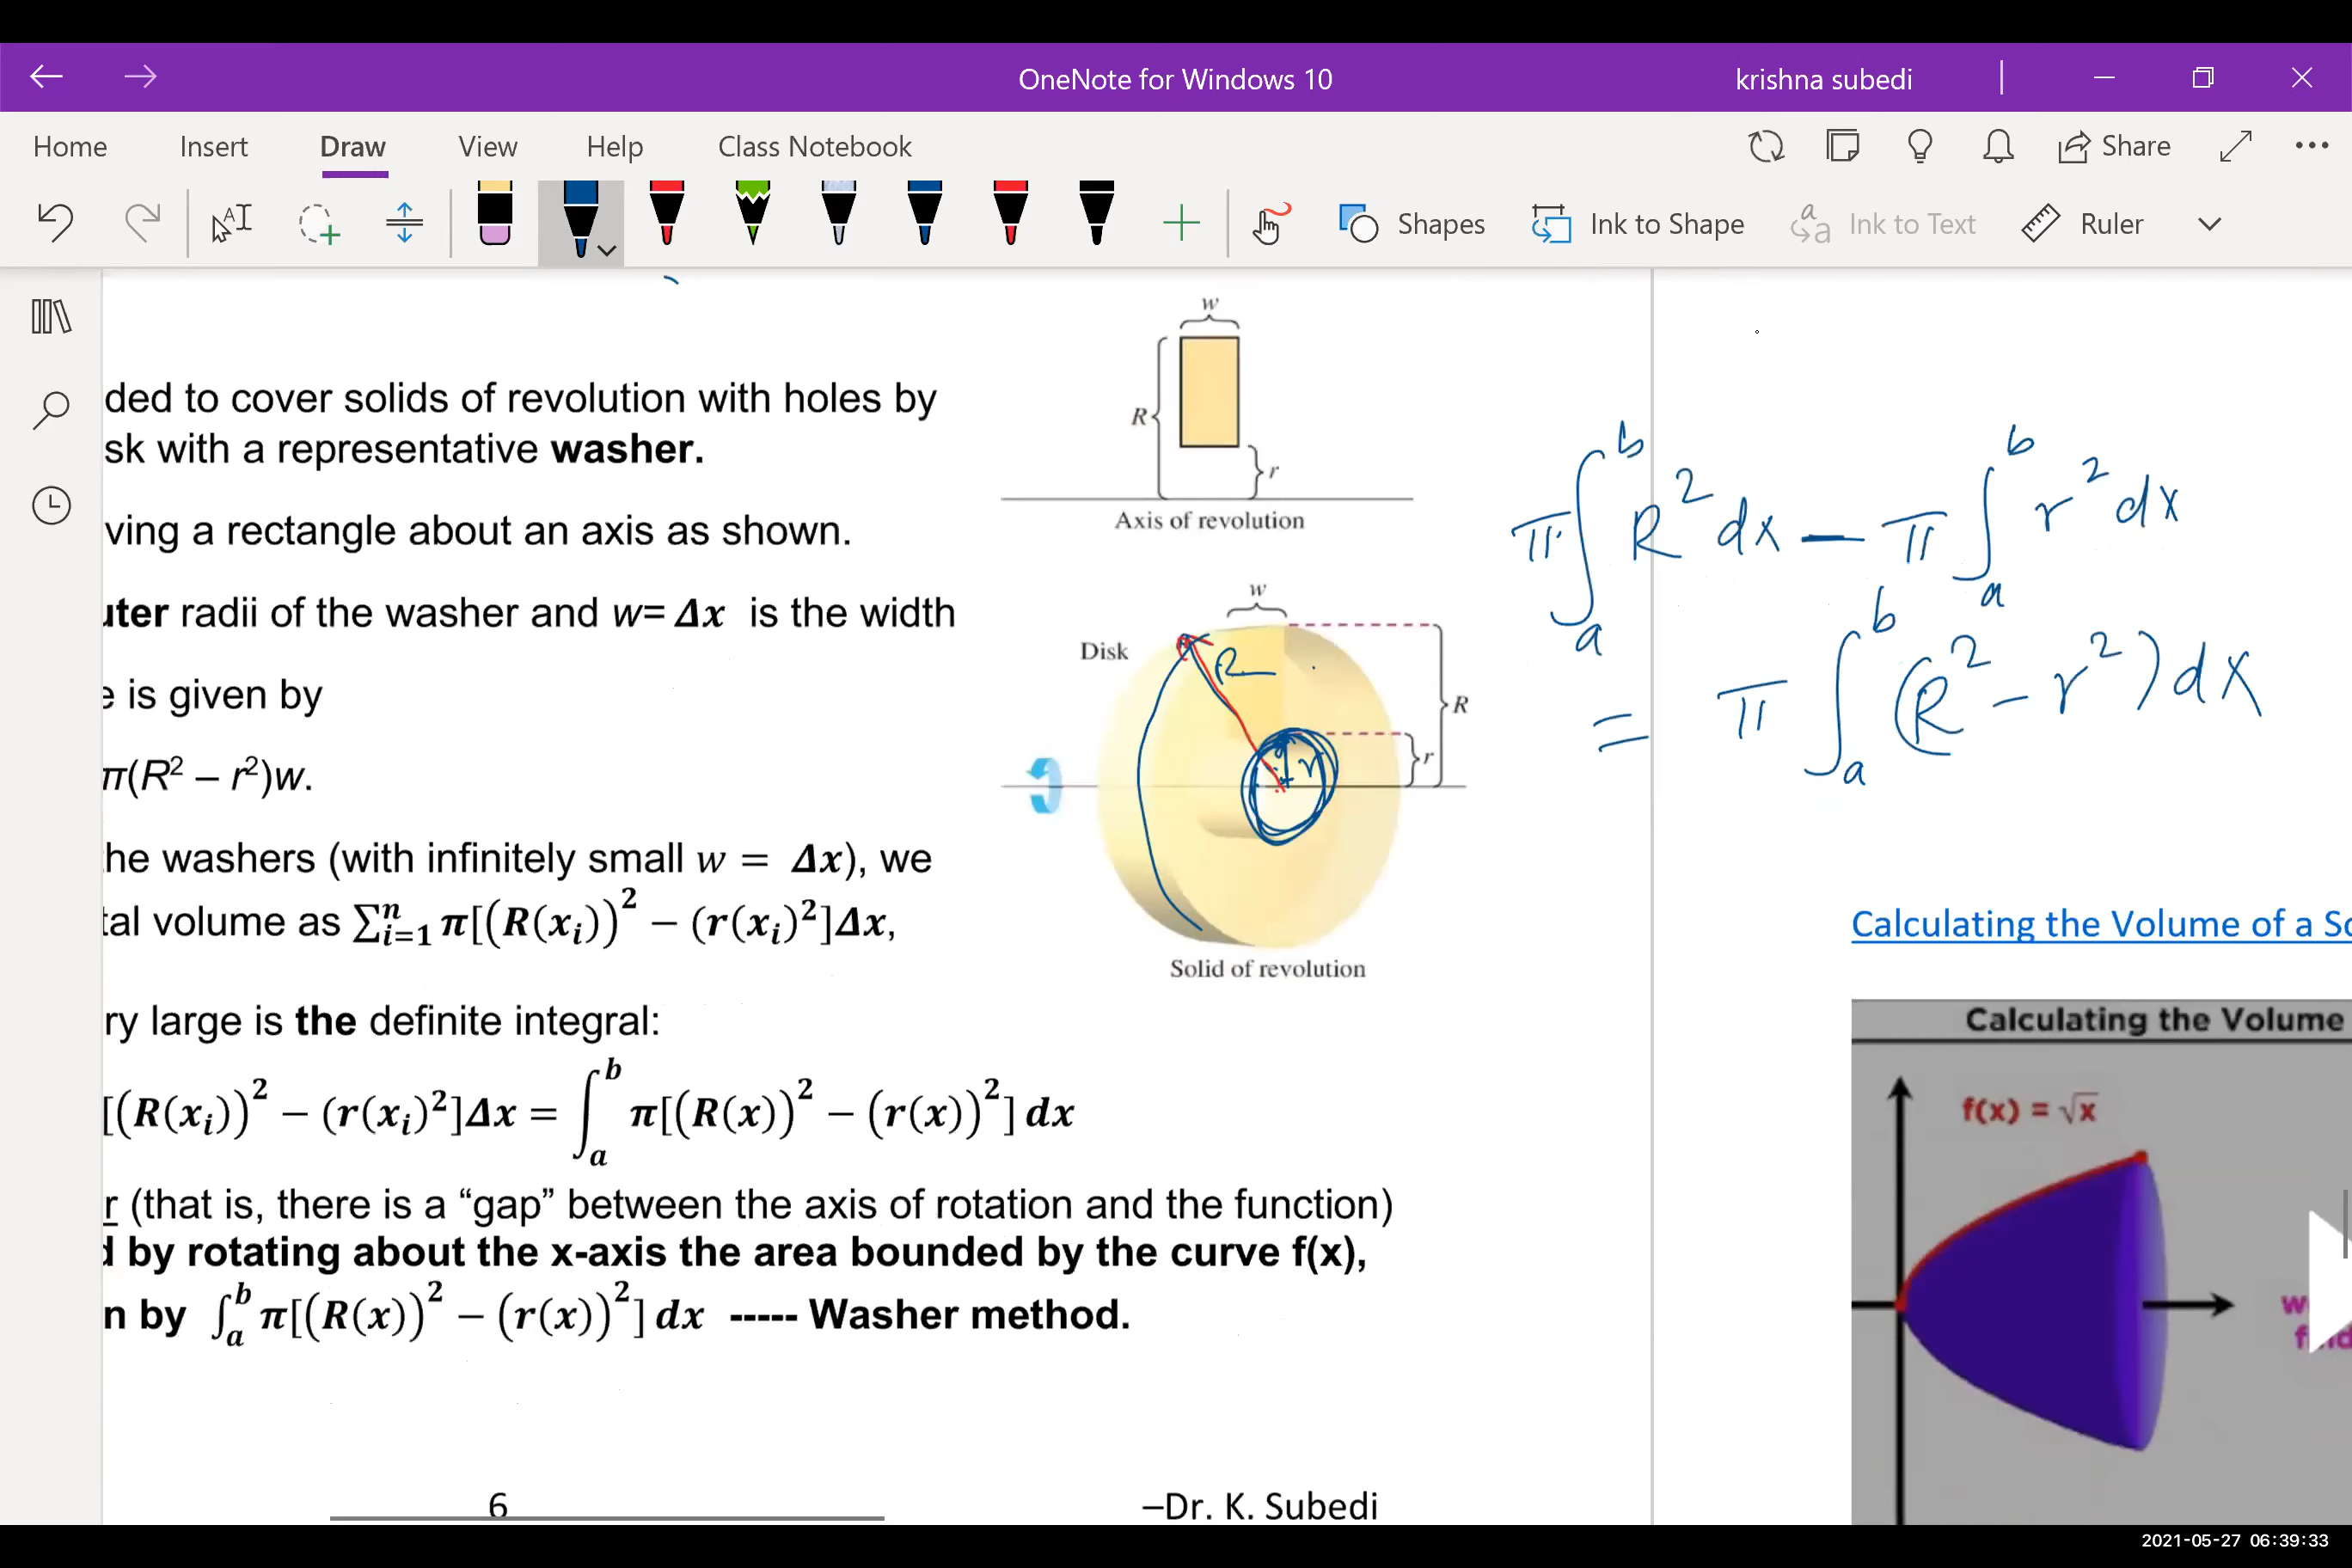 OneNote for Windows 10
krishna subedi
Home Insert Draw View Help Class Notebook Share
Shapes Ink to Shape Ink to Text Ruler
ded to cover solids of revolution with holes by
sk with a representative washer.
ving a rectangle about an axis as shown.
uter radii of the washer and w= Δx is the width
e is given by
π(R² – r²)w.
he washers (with infinitely small w = Δx), we
tal volume as ∑ⁿᵢ₌₁ π[(R(xᵢ))² − (r(xᵢ)²]Δx,
ry large is the definite integral:
[(R(xᵢ))² − (r(xᵢ)²]Δx = ∫ₐᵇ π[(R(x))² − (r(x))²] dx
r (that is, there is a “gap” between the axis of rotation and the function)
d by rotating about the x-axis the area bounded by the curve f(x),
n by ∫ₐᵇ π[(R(x))² − (r(x))²] dx ----- Washer method.
6
–Dr. K. Subedi
w
R
r
Axis of revolution
w
Disk
R
R
r
r
Solid of revolution
π ∫ₐᵇ R² dx – π ∫ₐᵇ r² dx
= π ∫ₐᵇ (R² – r²) dx
Calculating the Volume of a So
Calculating the Volume
f(x) = √x
2021-05-27 06:39:33